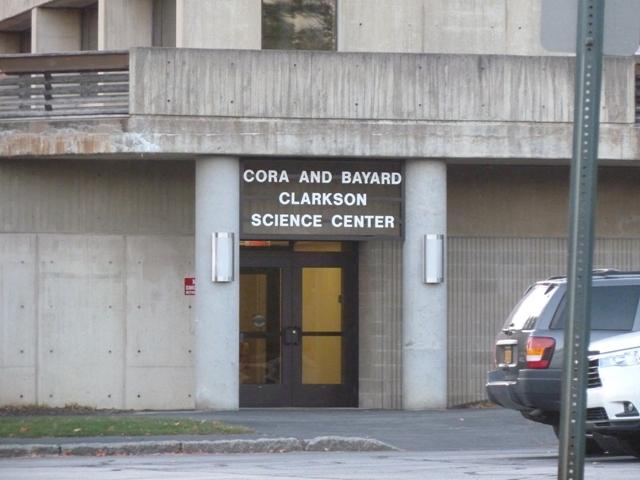 CORA AND BAYARD
CLARKSON
SCIENCE CENTER